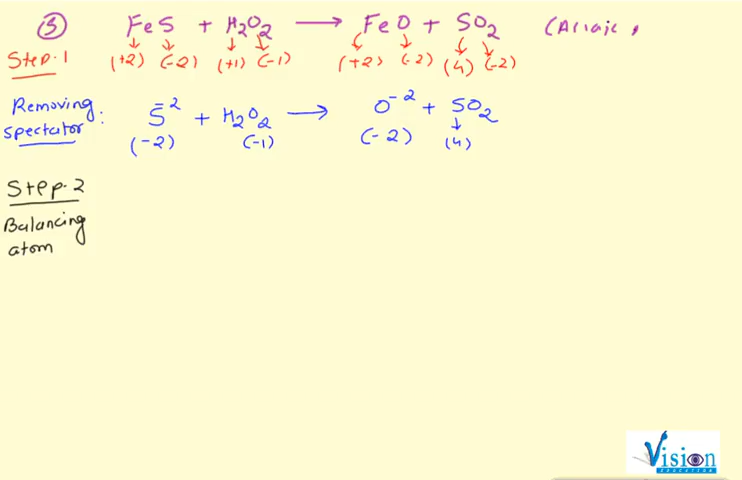 ③ FeS + H₂O₂ ⟶ FeO + SO₂
Step.1 (+2) (-2) (+1) (-1) (+2) (-2) (4) (-2)
Removing spectator: S⁻² + H₂O₂ ⟶ O⁻² + SO₂
(-2) (-1) (-2) (4)
Step.2
Balancing
atom
Vision
EDUCATION